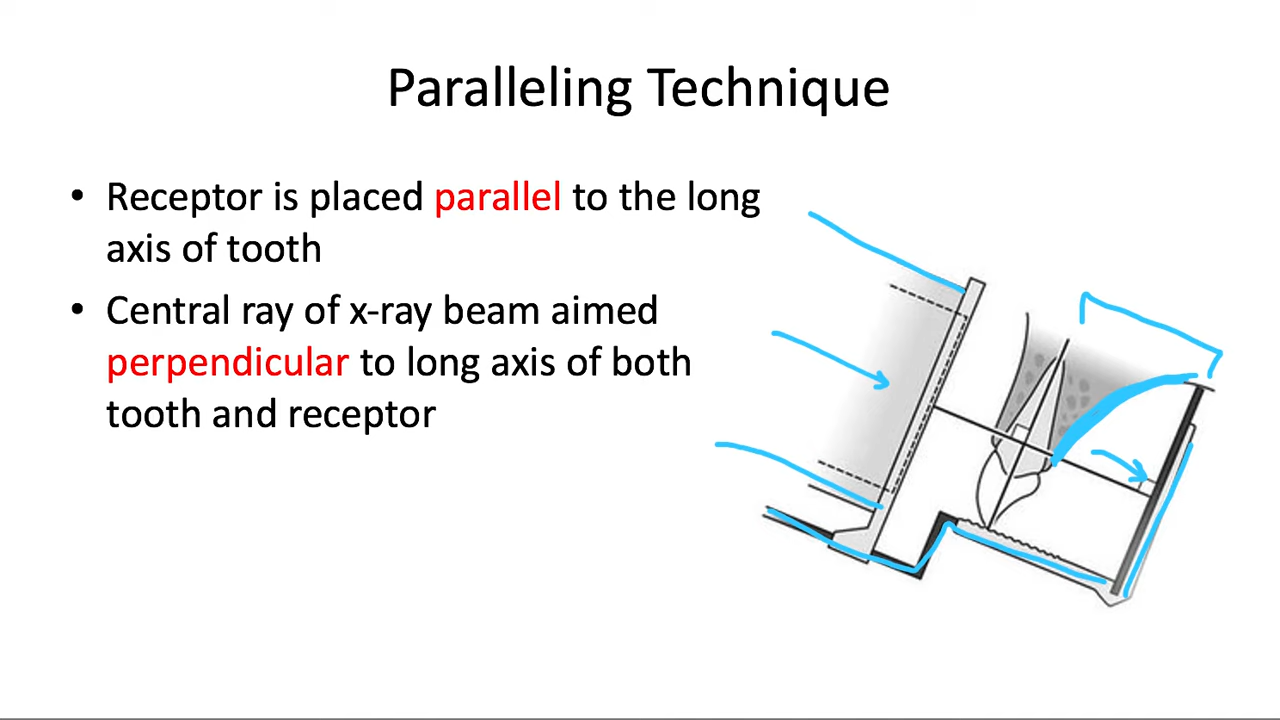 Paralleling Technique
• Receptor is placed parallel to the long
axis of tooth
• Central ray of x-ray beam aimed
perpendicular to long axis of both
tooth and receptor